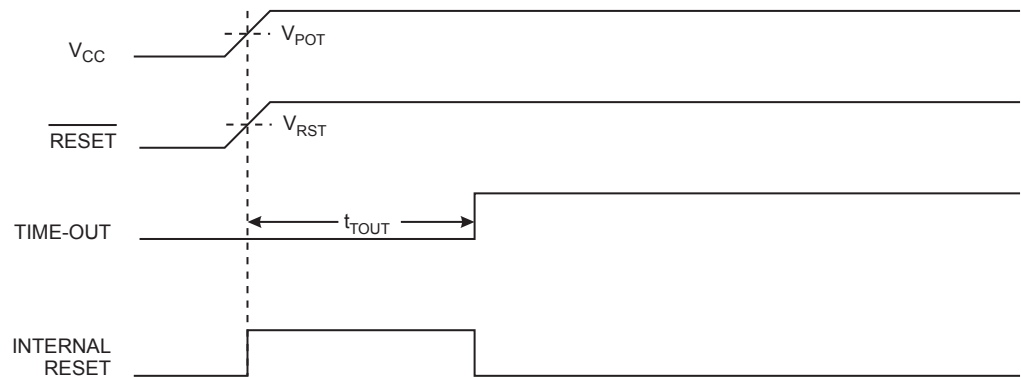 V_CC
V_POT
RESET
V_RST
TIME-OUT
t_TOUT
INTERNAL
RESET